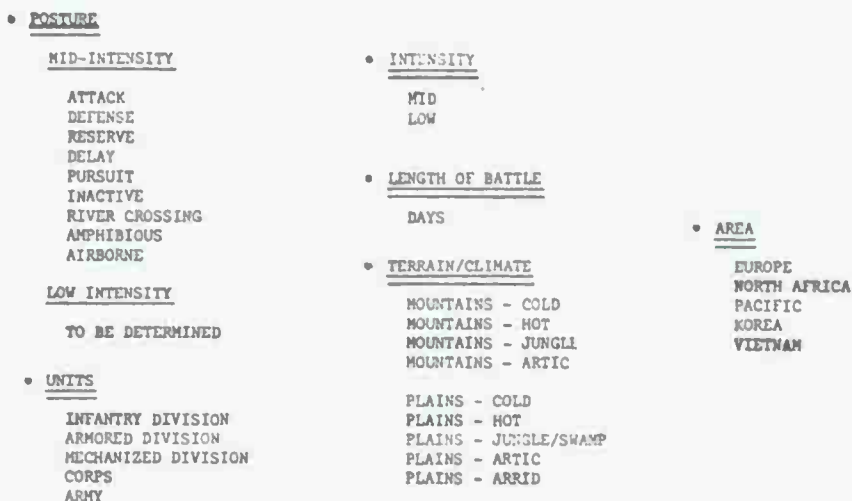 • POSTURE
MID-INTENSITY
ATTACK
DEFENSE
RESERVE
DELAY
PURSUIT
INACTIVE
RIVER CROSSING
AMPHIBIOUS
AIRBORNE
LOW INTENSITY
TO BE DETERMINED
• UNITS
INFANTRY DIVISION
ARMORED DIVISION
MECHANIZED DIVISION
CORPS
ARMY
• INTENSITY
MID
LOW
• LENGTH OF BATTLE
DAYS
• TERRAIN/CLIMATE
MOUNTAINS - COLD
MOUNTAINS - HOT
MOUNTAINS - JUNGLE
MOUNTAINS - ARTIC
PLAINS - COLD
PLAINS - HOT
PLAINS - JUNGLE/SWAMP
PLAINS - ARTIC
PLAINS - ARRID
• AREA
EUROPE
NORTH AFRICA
PACIFIC
KOREA
VIETNAM